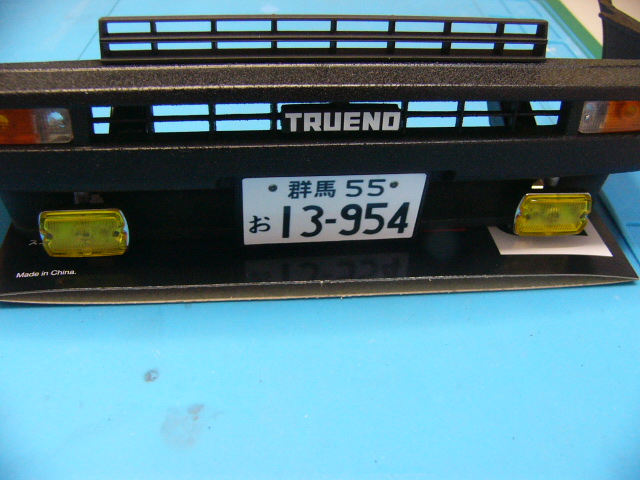 TRUENO
群馬 55
お 13-954
Made in China.